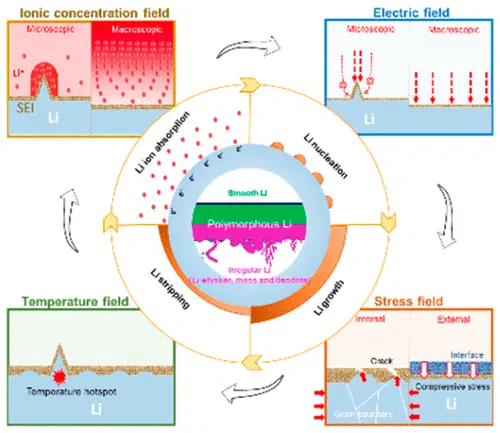 Ionic concentration field
Microscopic
Macroscopic
Li+
SEI
Li
Electric field
Microscopic
Macroscopic
Li
Li ion absorption
Li nucleation
Smooth Li
Polymorphous Li
Irregular Li
(Li whisker, moss and dendrite)
Li stripping
Li growth
Temperature field
Temperature hotspot
Li
Stress field
Internal
External
Crack
Interface
Compressive stress
Grain boundary
Li